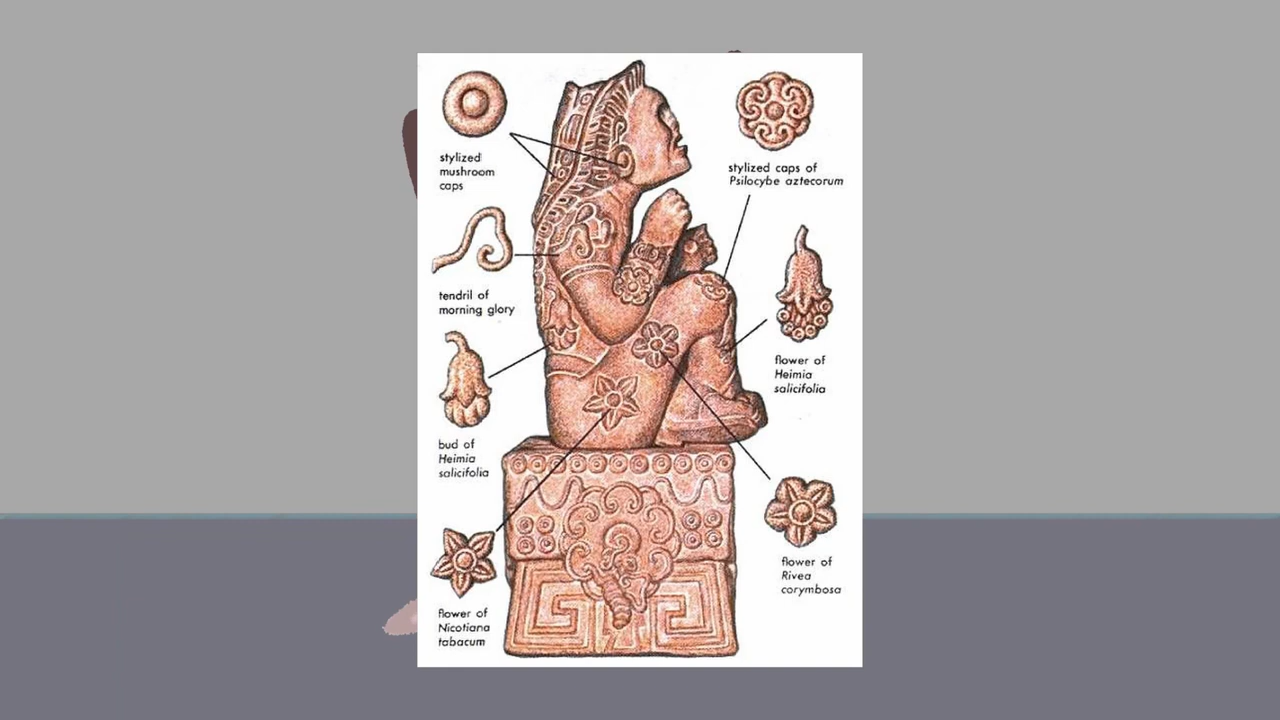 stylized
mushroom
caps
stylized caps of
Psilocybe aztecorum
tendril of
morning glory
flower of
Heimia
salicifolia
bud of
Heimia
salicifolia
flower of
Rivea
corymbosa
flower of
Nicotiana
tabacum